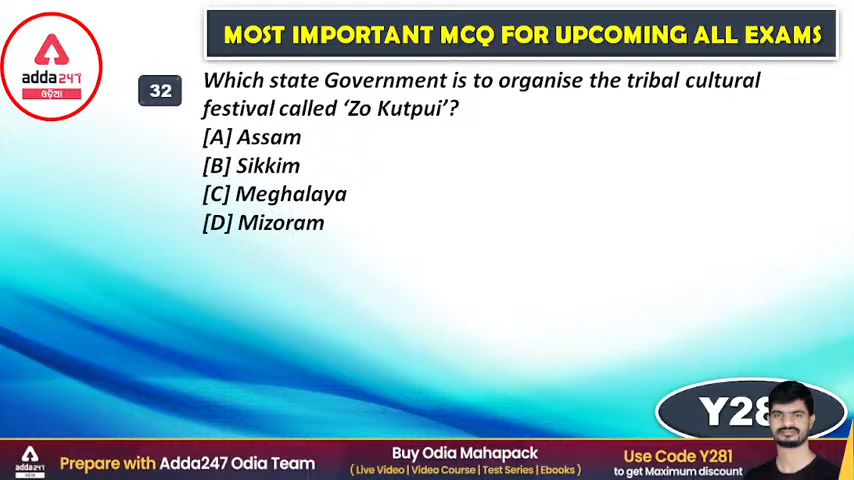 MOST IMPORTANT MCQ FOR UPCOMING ALL EXAMS
adda247
ଓଡ଼ିଆ
32
Which state Government is to organise the tribal cultural
festival called ‘Zo Kutpui’?
[A] Assam
[B] Sikkim
[C] Meghalaya
[D] Mizoram
Y28
adda247
Prepare with Adda247 Odia Team
Buy Odia Mahapack
( Live Video | Video Course | Test Series | Ebooks )
Use Code Y281
to get Maximum discount